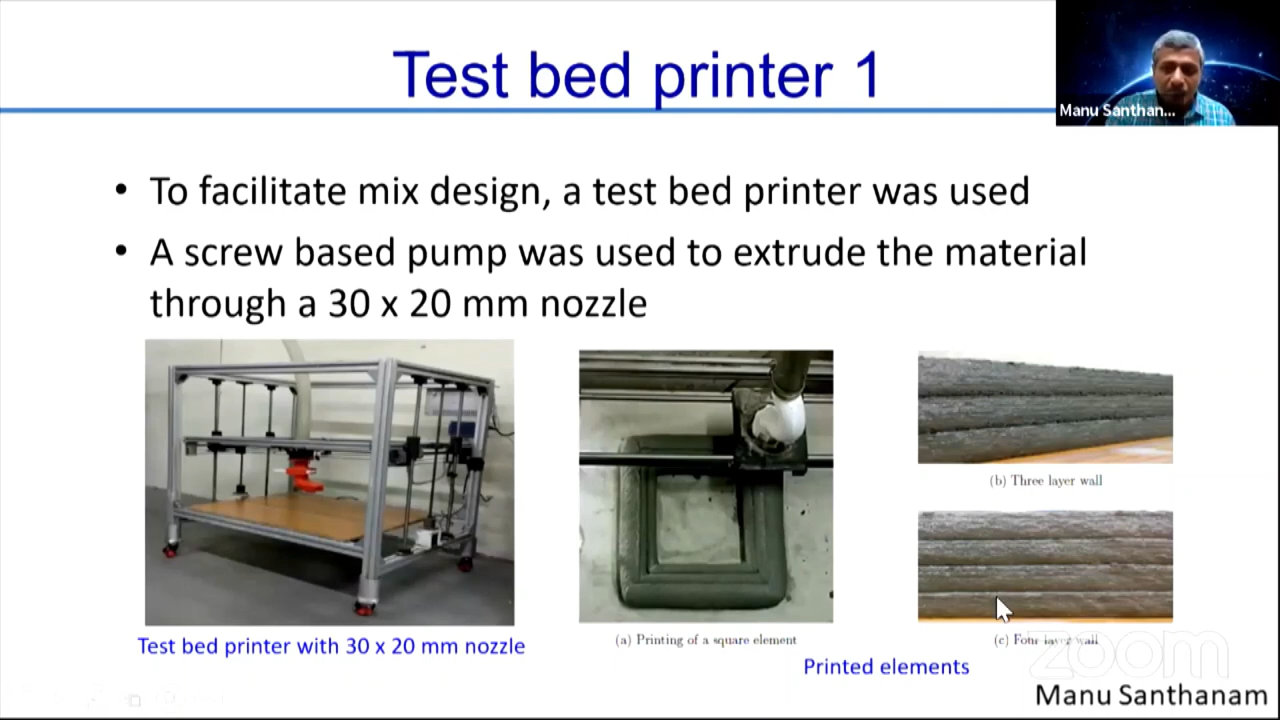 Test bed printer 1
Manu Santhan...
• To facilitate mix design, a test bed printer was used
• A screw based pump was used to extrude the material
through a 30 x 20 mm nozzle
(b) Three layer wall
Test bed printer with 30 x 20 mm nozzle
(a) Printing of a square element
(c) Four layer wall
Printed elements
zoom
Manu Santhanam